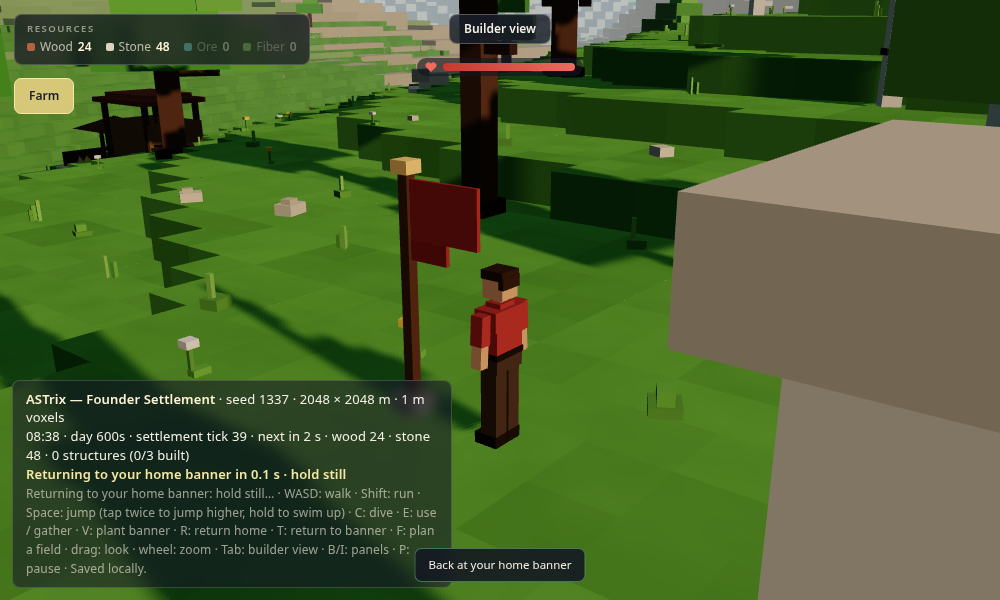 RESOURCES
Wood 24 Stone 48 Ore 0 Fiber 0
Builder view
Farm
ASTrix — Founder Settlement · seed 1337 · 2048 × 2048 m · 1 m
voxels
08:38 · day 600s · settlement tick 39 · next in 2 s · wood 24 · stone
48 · 0 structures (0/3 built)
Returning to your home banner in 0.1 s · hold still
Returning to your home banner: hold still... · WASD: walk · Shift: run ·
Space: jump (tap twice to jump higher, hold to swim up) · C: dive · E: use
/ gather · V: plant banner · R: return home · T: return to banner · F: plan
a field · drag: look · wheel: zoom · Tab: builder view · B/I: panels · P:
pause · Saved locally.
Back at your home banner